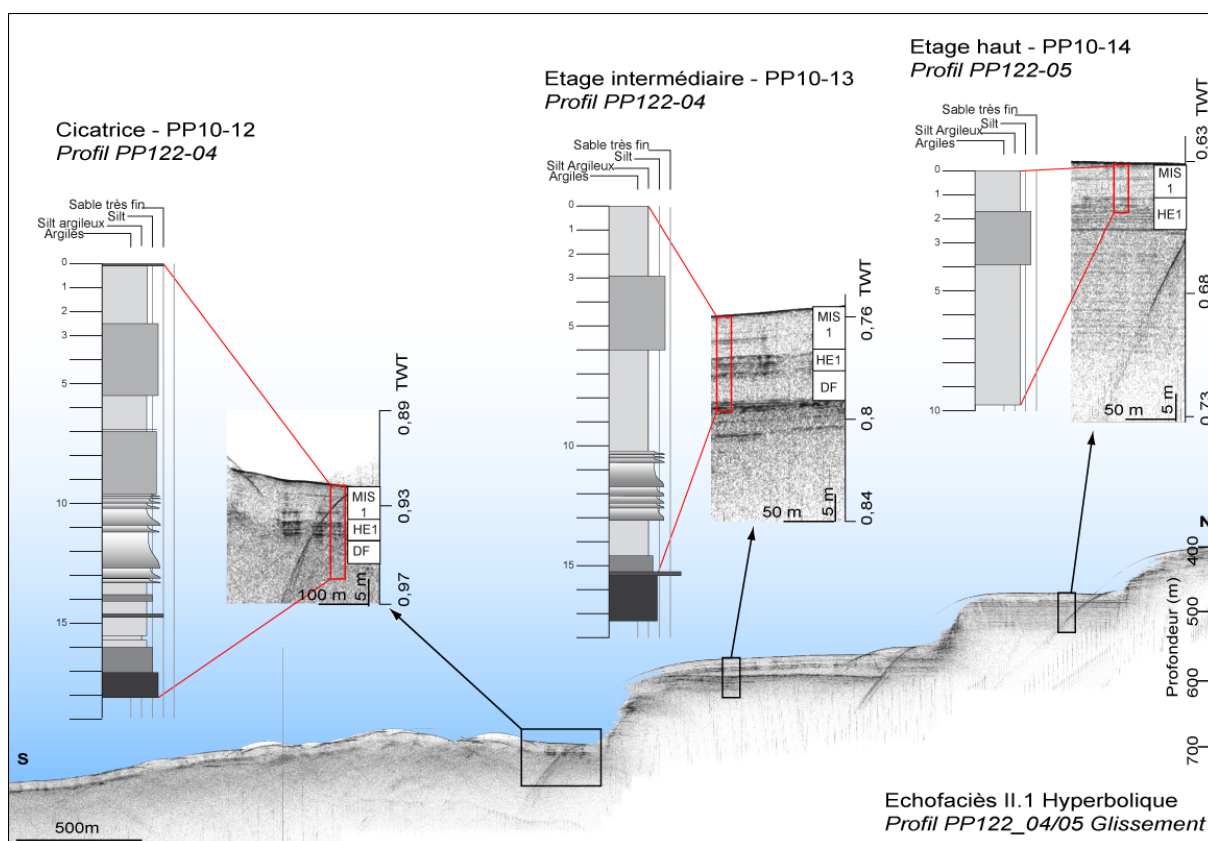 Etage haut - PP10-14
Profil PP122-05
Etage intermédiaire - PP10-13
Profil PP122-04
Cicatrice - PP10-12
Profil PP122-04
Sable très fin
Silt
Silt Argileux
Argiles
0
1
2
3
5
10
0,63
TWT
MIS
1
HE1
0,68
0,73
50 m
5 m
Sable très fin
Silt
Silt Argileux
Argiles
0
1
2
3
5
10
15
TWT
0,76
MIS
1
HE1
DF
0,8
0,84
50 m
5 m
Sable très fin
Silt
Silt argileux
Argiles
0
1
2
3
5
10
15
0,89
TWT
0,93
MIS
1
HE1
DF
0,97
100 m
5 m
N
400
500
600
700
Profondeur (m)
S
500m
Echofaciès II.1 Hyperbolique
Profil PP122_04/05 Glissement